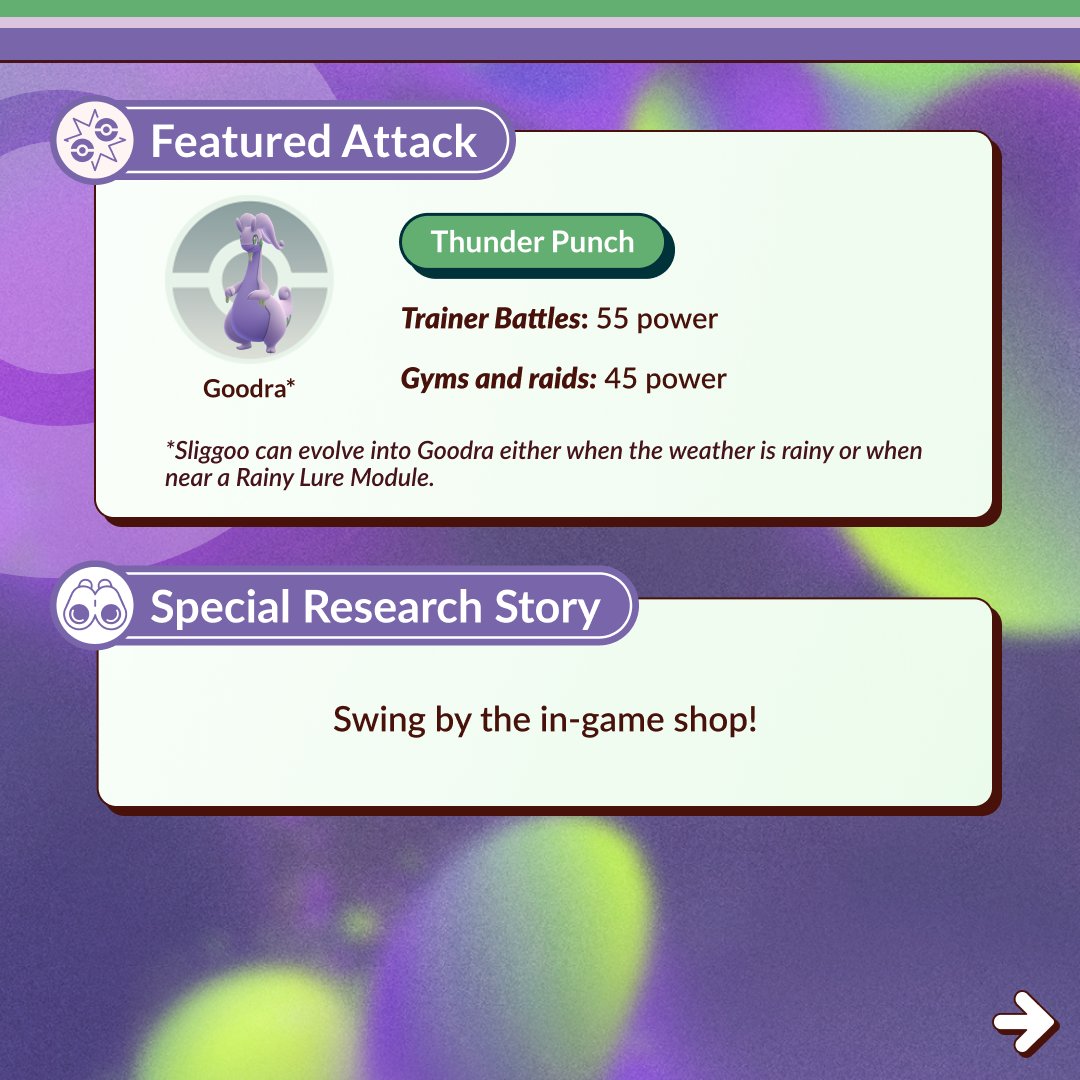 Featured Attack
Thunder Punch
Trainer Battles: 55 power
Gyms and raids: 45 power
Goodra*
*Sliggoo can evolve into Goodra either when the weather is rainy or when
near a Rainy Lure Module.
Special Research Story
Swing by the in-game shop!